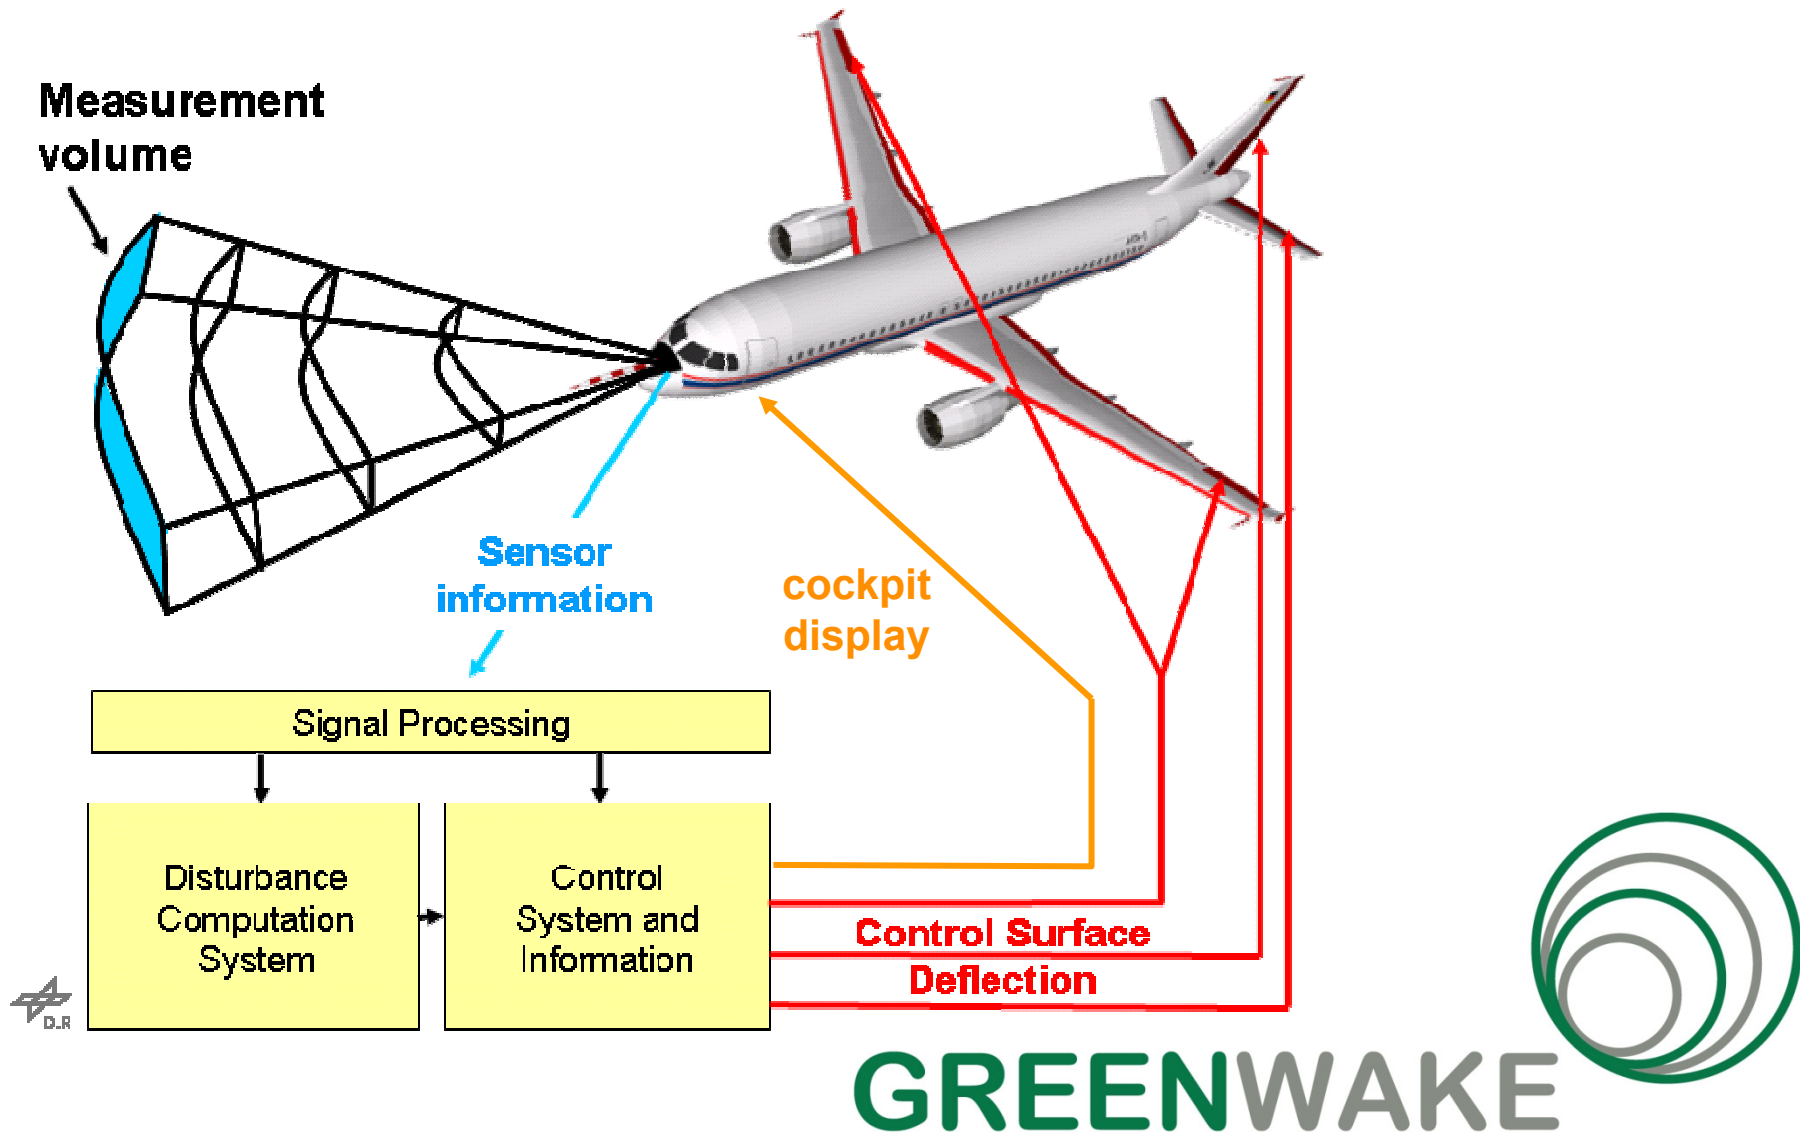 Measurement
volume
Sensor
information
cockpit
display
Signal Processing
Disturbance
Computation
System
Control
System and
Information
Control Surface
Deflection
DLR
GREENWAKE